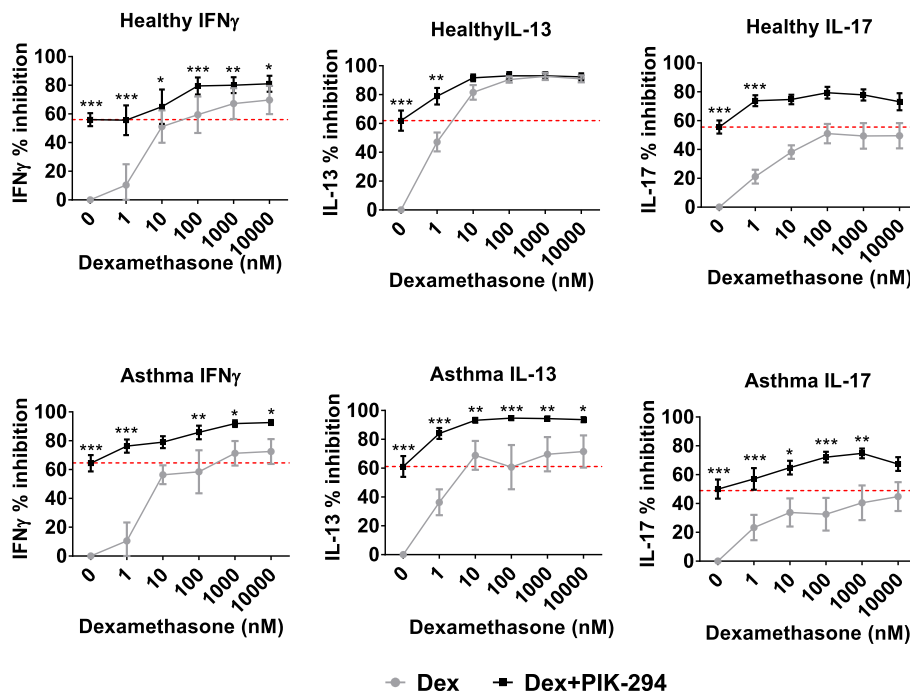 Healthy IFNγ
IFNγ % inhibition
100
80
60
40
20
0
*** *** * *** ** *
0 1 10 100 1000 10000
Dexamethasone (nM)
HealthyIL-13
IL-13 % inhibition
100
80
60
40
20
0
*** **
0 1 10 100 1000 10000
Dexamethasone (nM)
Healthy IL-17
IL-17 % inhibition
100
80
60
40
20
0
*** ***
0 1 10 100 1000 10000
Dexamethasone (nM)
Asthma IFNγ
IFNγ % inhibition
100
80
60
40
20
0
*** *** ** * *
0 1 10 100 1000 10000
Dexamethasone (nM)
Asthma IL-13
IL-13 % inhibition
100
80
60
40
20
0
*** *** ** *** ** *
0 1 10 100 1000 10000
Dexamethasone (nM)
Asthma IL-17
IL-17 % inhibition
100
80
60
40
20
0
*** *** * *** **
0 1 10 100 1000 10000
Dexamethasone (nM)
Dex Dex+PIK-294